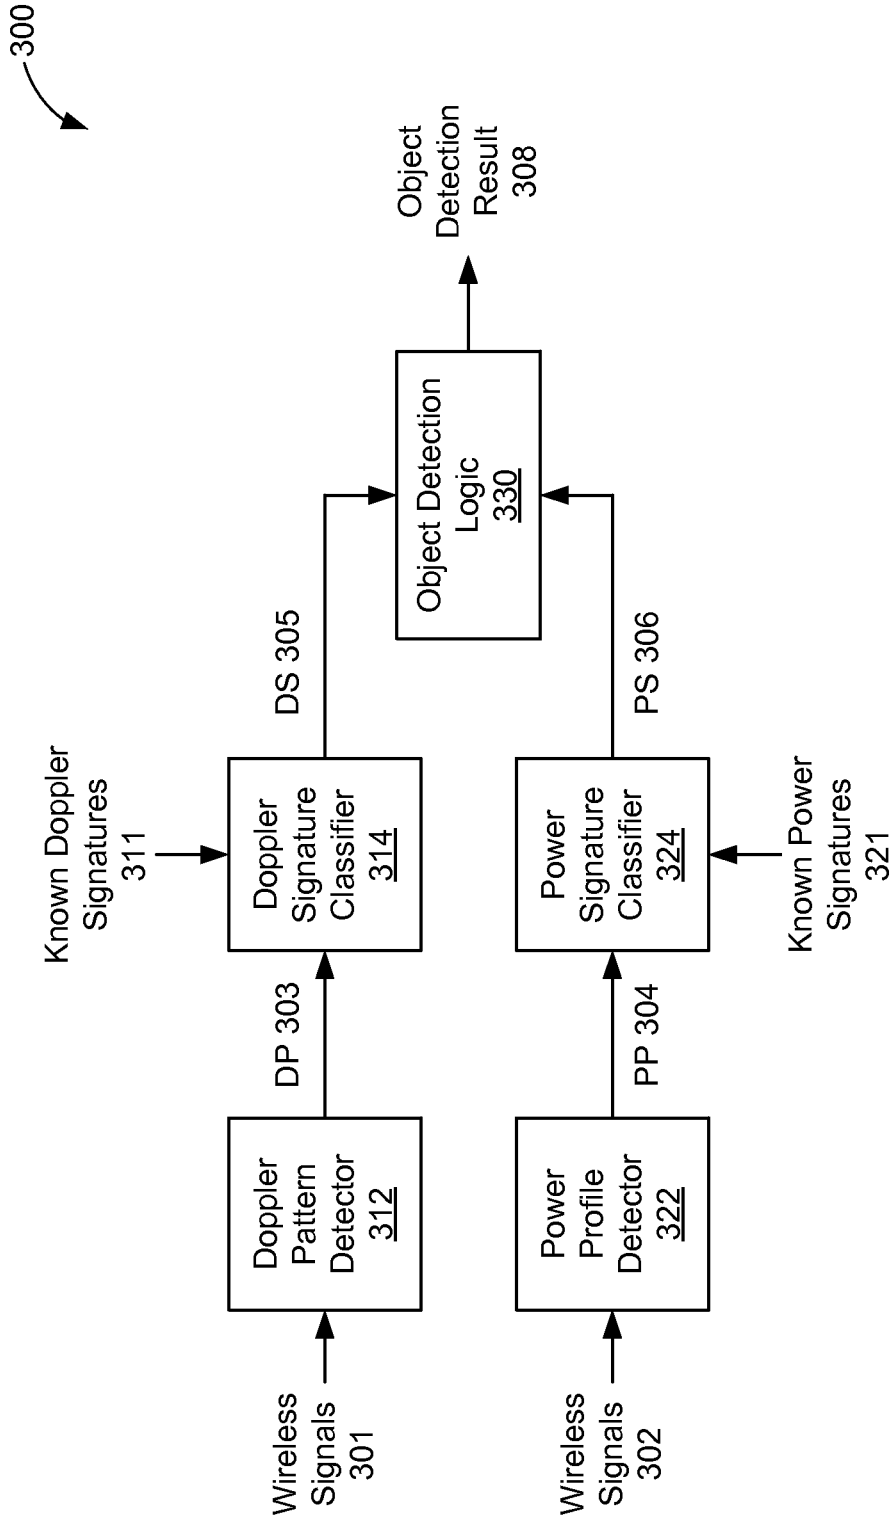 300
Known Doppler
Signatures
311
Wireless
Signals
301
Doppler
Pattern
Detector
312
DP 303
Doppler
Signature
Classifier
314
DS 305
Object Detection
Logic
330
Object
Detection
Result
308
Wireless
Signals
302
Power
Profile
Detector
322
PP 304
Power
Signature
Classifier
324
PS 306
Known Power
Signatures
321